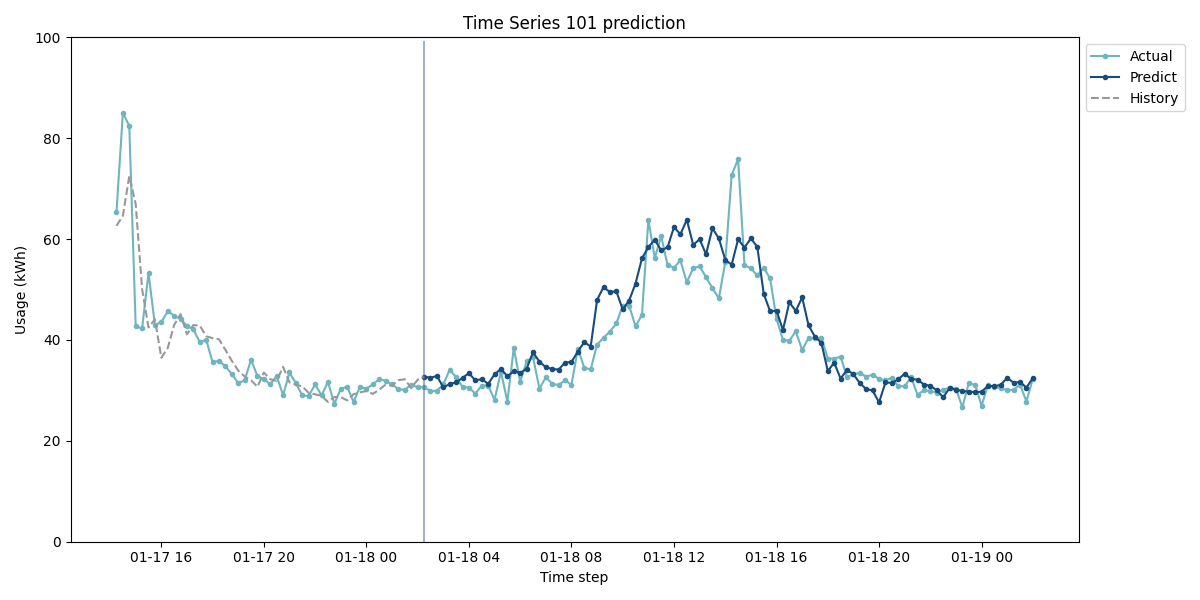 Time Series 101 prediction
Usage (kWh)
100
80
60
40
20
0
01-17 16
01-17 20
01-18 00
01-18 04
01-18 08
01-18 12
01-18 16
01-18 20
01-19 00
Time step
Actual
Predict
History